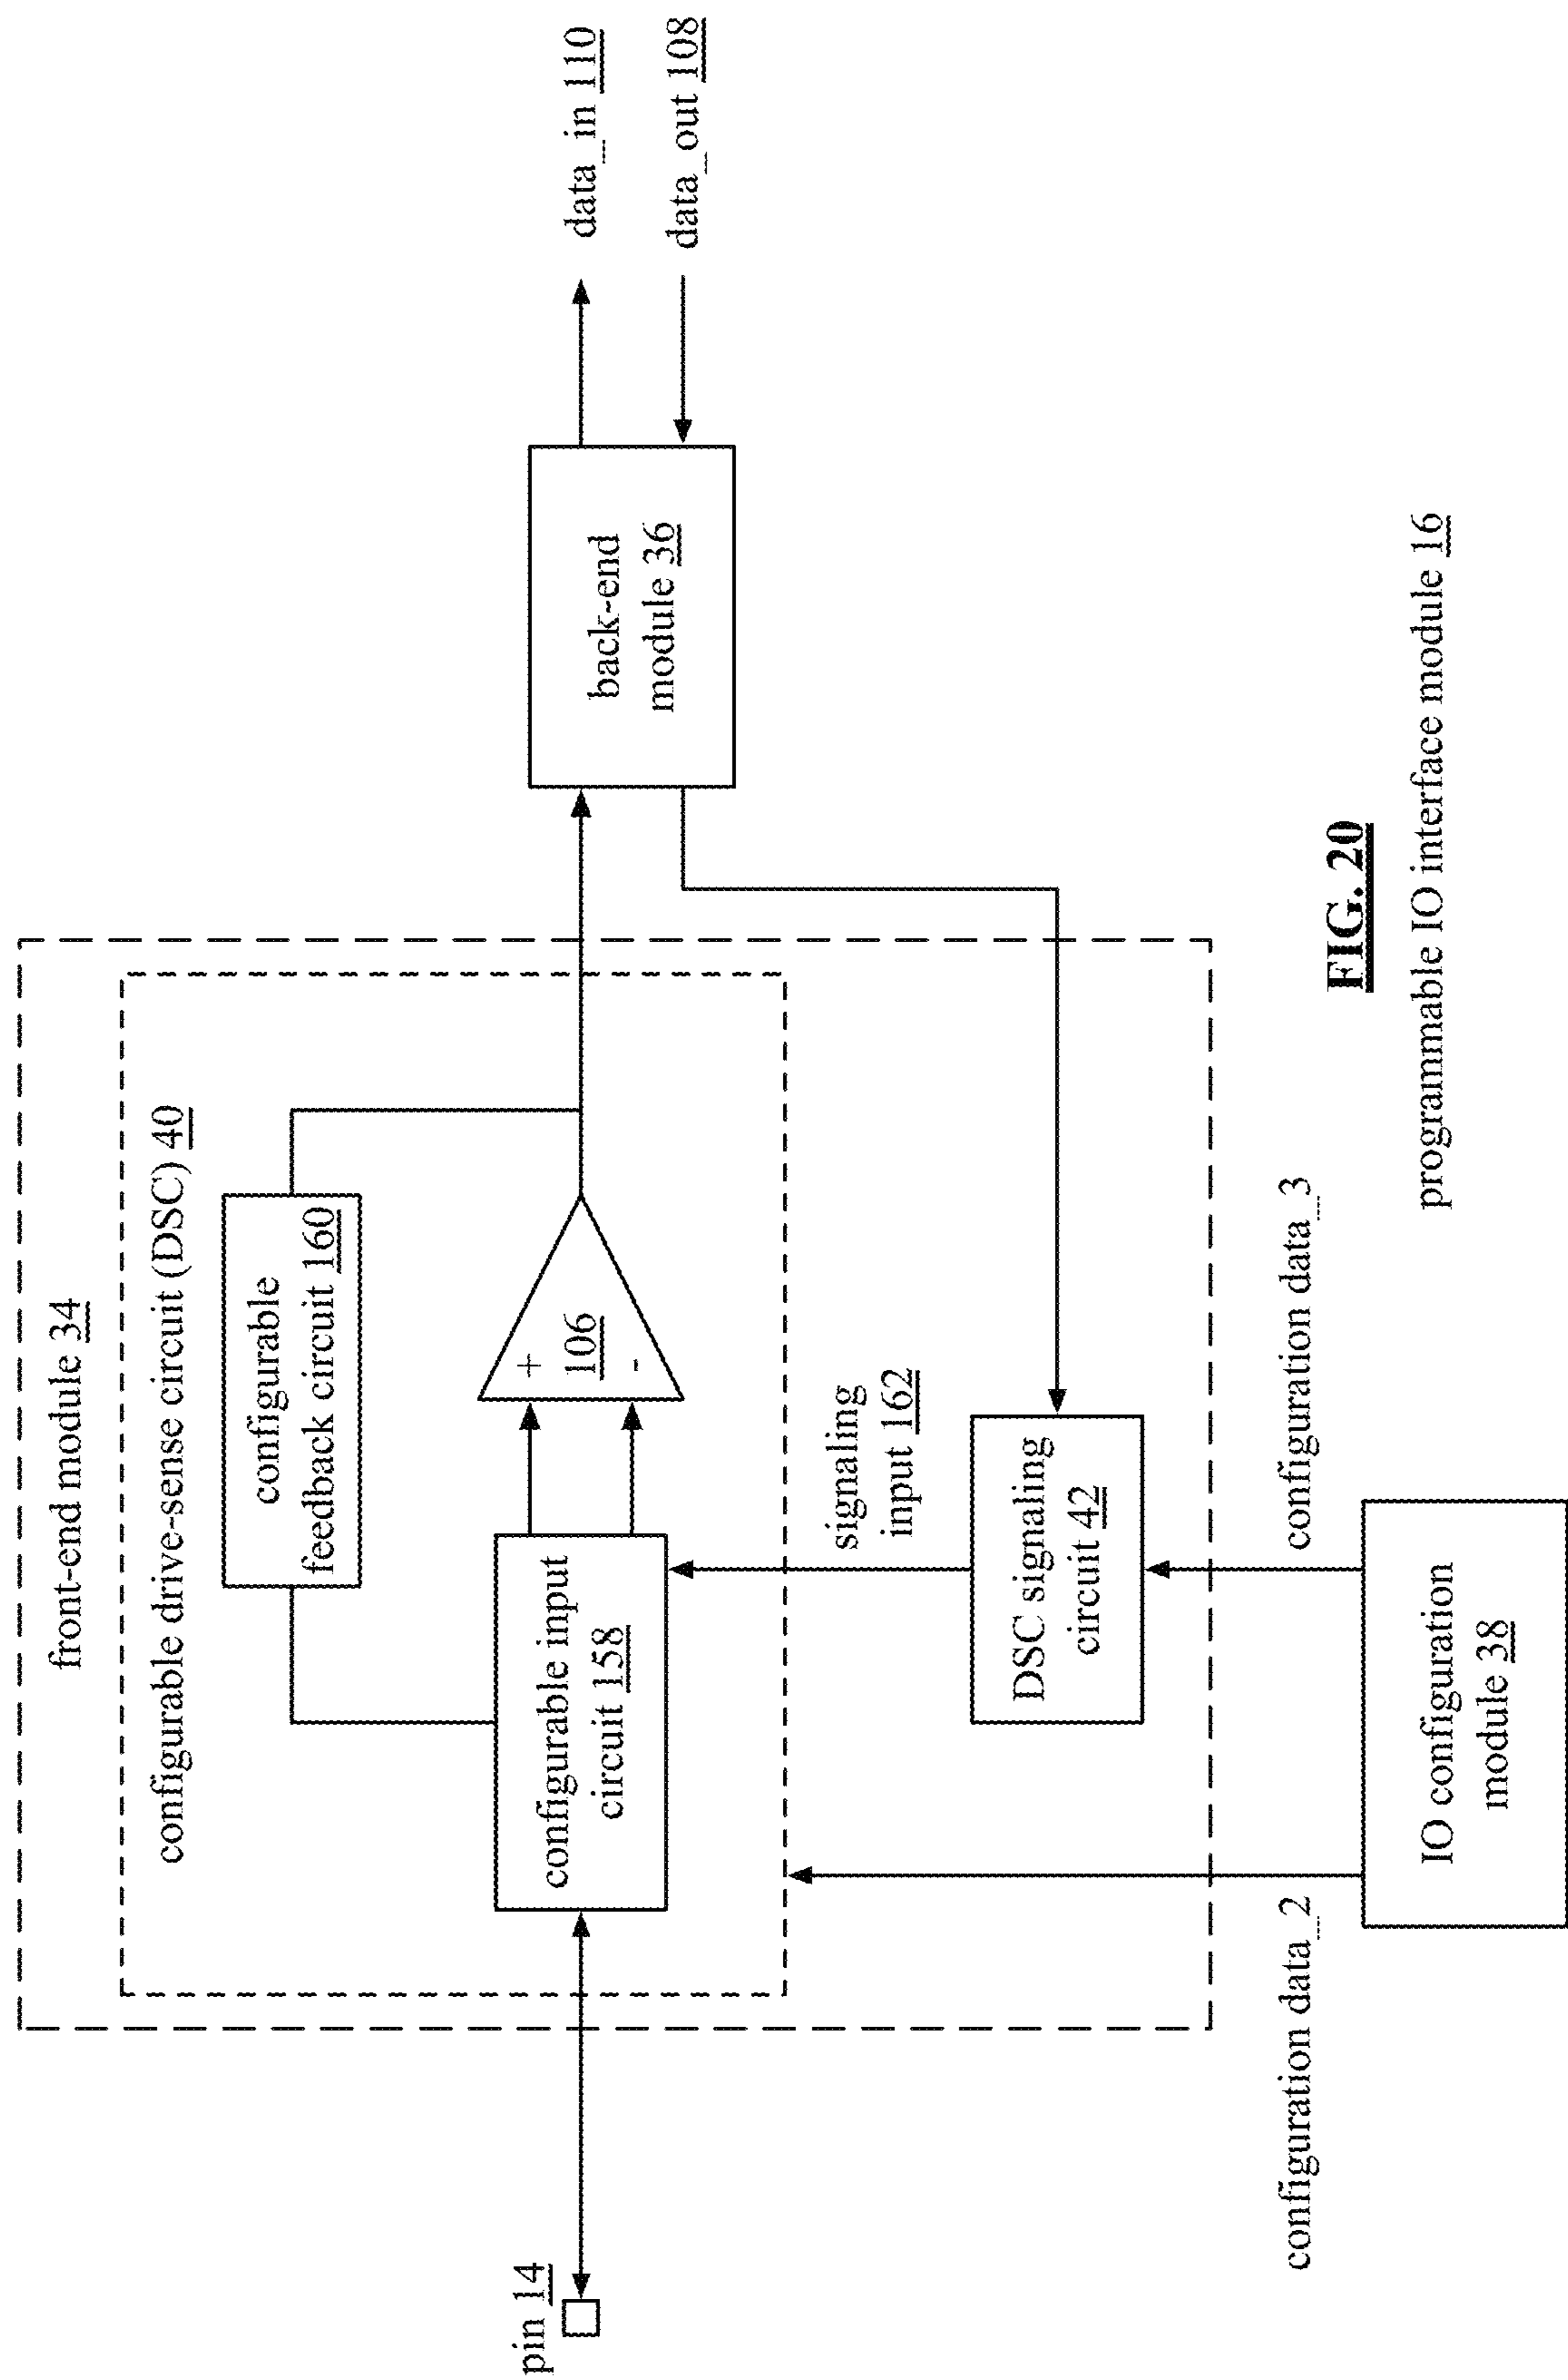 front-end module 34
configurable drive-sense circuit (DSC) 40
configurable
feedback circuit 160
data_in 110
data_out 108
pin 14
configurable input
circuit 158
+
106
-
back-end
module 36
signaling
input 162
DSC signaling
circuit 42
configuration data_2
configuration data_3
IO configuration
module 38
FIG. 20
programmable IO interface module 16